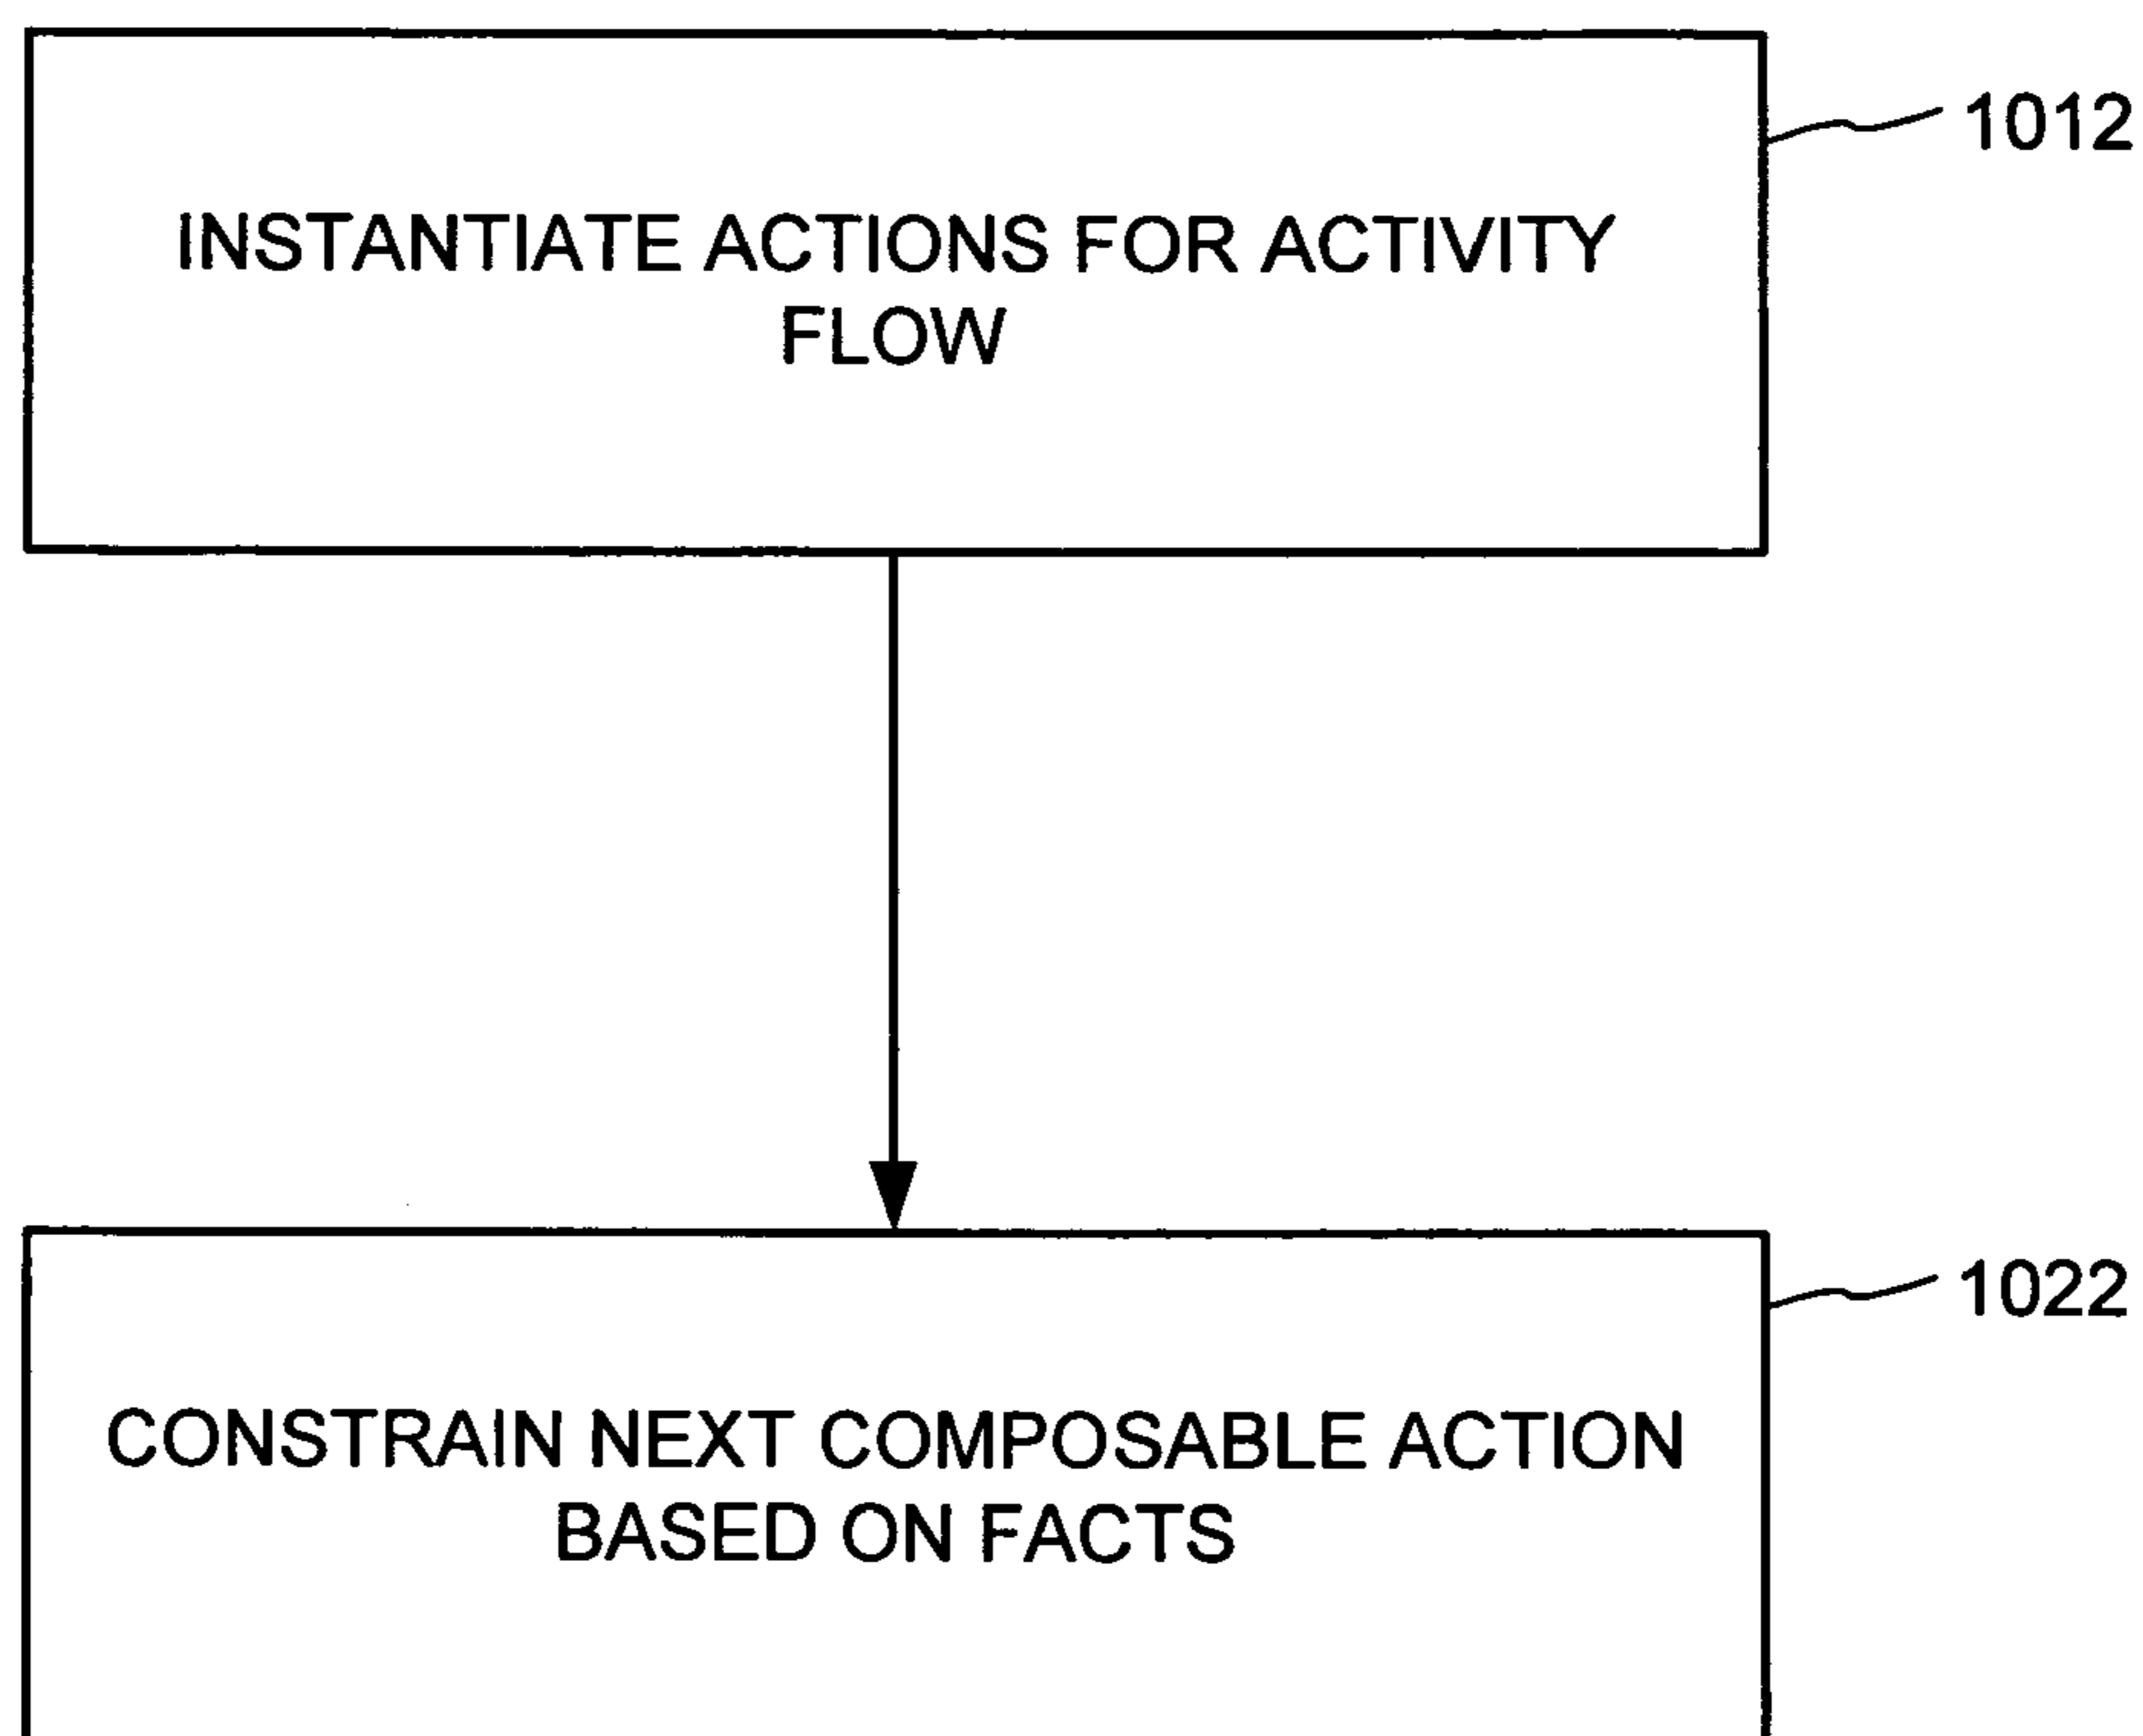 1012
INSTANTIATE ACTIONS FOR ACTIVITY
FLOW
1022
CONSTRAIN NEXT COMPOSABLE ACTION
BASED ON FACTS